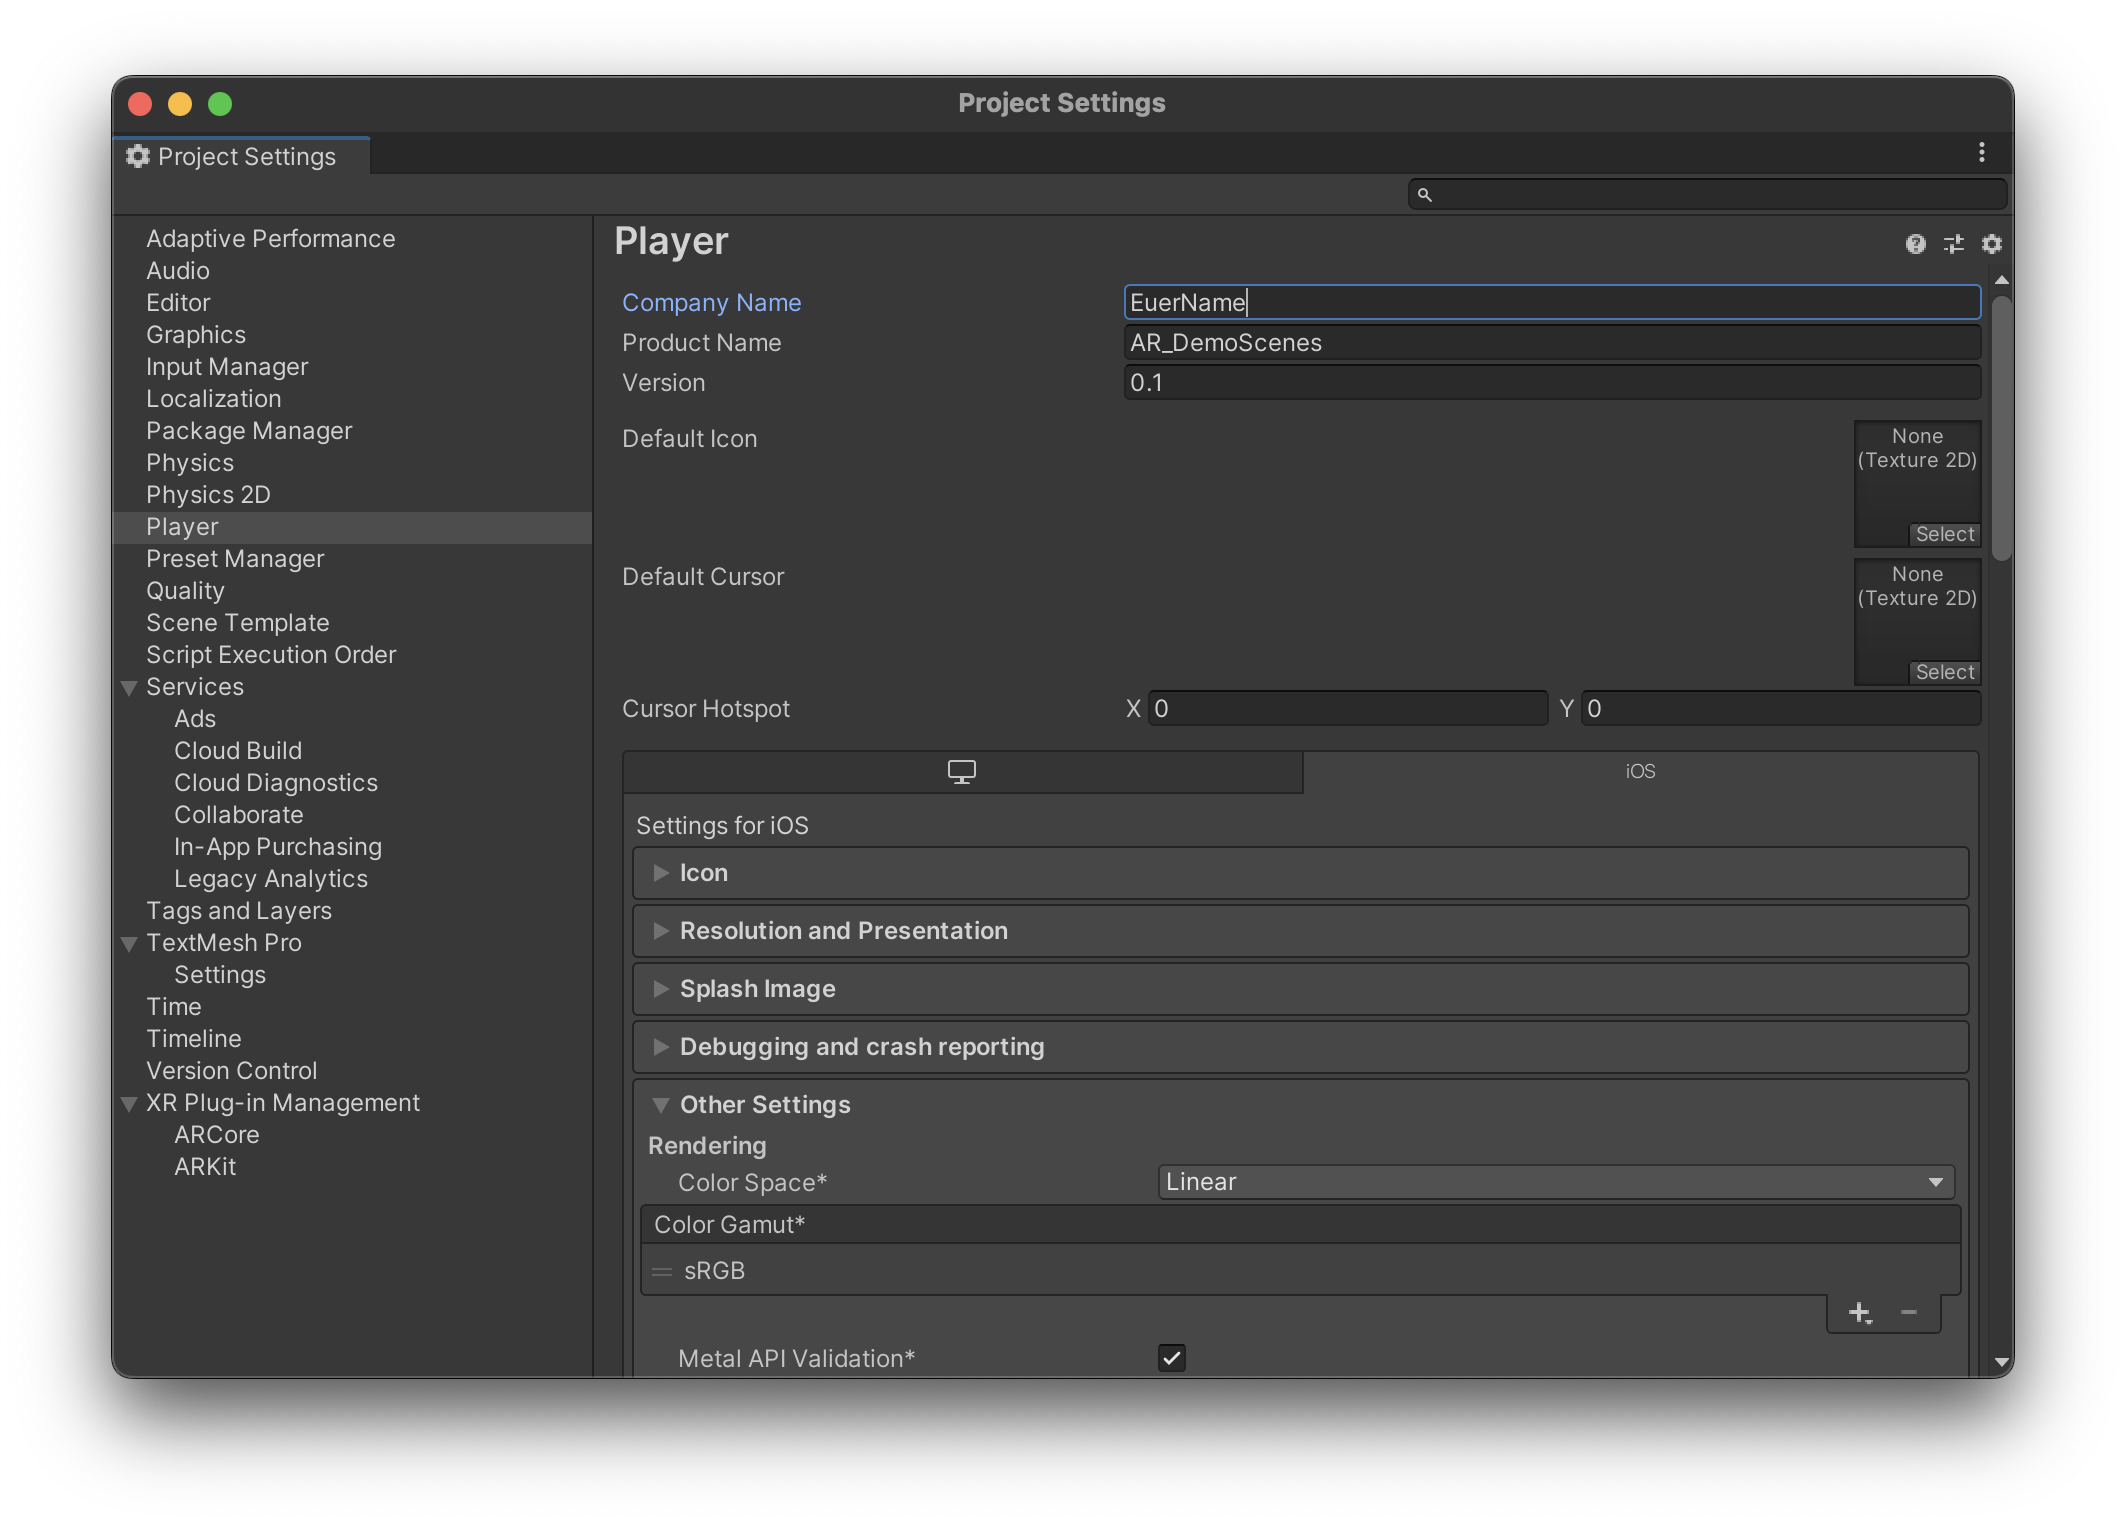 Project Settings
Project Settings
Adaptive Performance
Audio
Editor
Graphics
Input Manager
Localization
Package Manager
Physics
Physics 2D
Player
Preset Manager
Quality
Scene Template
Script Execution Order
Services
Ads
Cloud Build
Cloud Diagnostics
Collaborate
In-App Purchasing
Legacy Analytics
Tags and Layers
TextMesh Pro
Settings
Time
Timeline
Version Control
XR Plug-in Management
ARCore
ARKit
Player
Company Name EuerName
Product Name AR_DemoScenes
Version 0.1
Default Icon
None
(Texture 2D)
Select
Default Cursor
None
(Texture 2D)
Select
Cursor Hotspot X 0 Y 0
iOS
Settings for iOS
Icon
Resolution and Presentation
Splash Image
Debugging and crash reporting
Other Settings
Rendering
Color Space* Linear
Color Gamut*
sRGB
Metal API Validation*